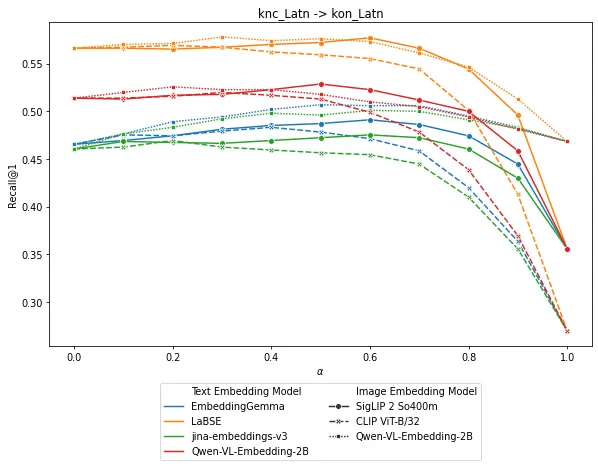 knc_Latn -> kon_Latn
Recall@1
0.55
0.50
0.45
0.40
0.35
0.30
0.0
0.2
0.4
0.6
0.8
1.0
α
Text Embedding Model
EmbeddingGemma
LaBSE
jina-embeddings-v3
Qwen-VL-Embedding-2B
Image Embedding Model
SigLIP 2 So400m
CLIP ViT-B/32
Qwen-VL-Embedding-2B